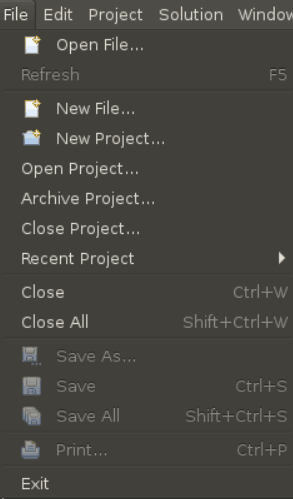 File Edit Project Solution Window
Open File...
Refresh F5
New File...
New Project...
Open Project...
Archive Project...
Close Project...
Recent Project
Close Ctrl+W
Close All Shift+Ctrl+W
Save As...
Save Ctrl+S
Save All Shift+Ctrl+S
Print... Ctrl+P
Exit